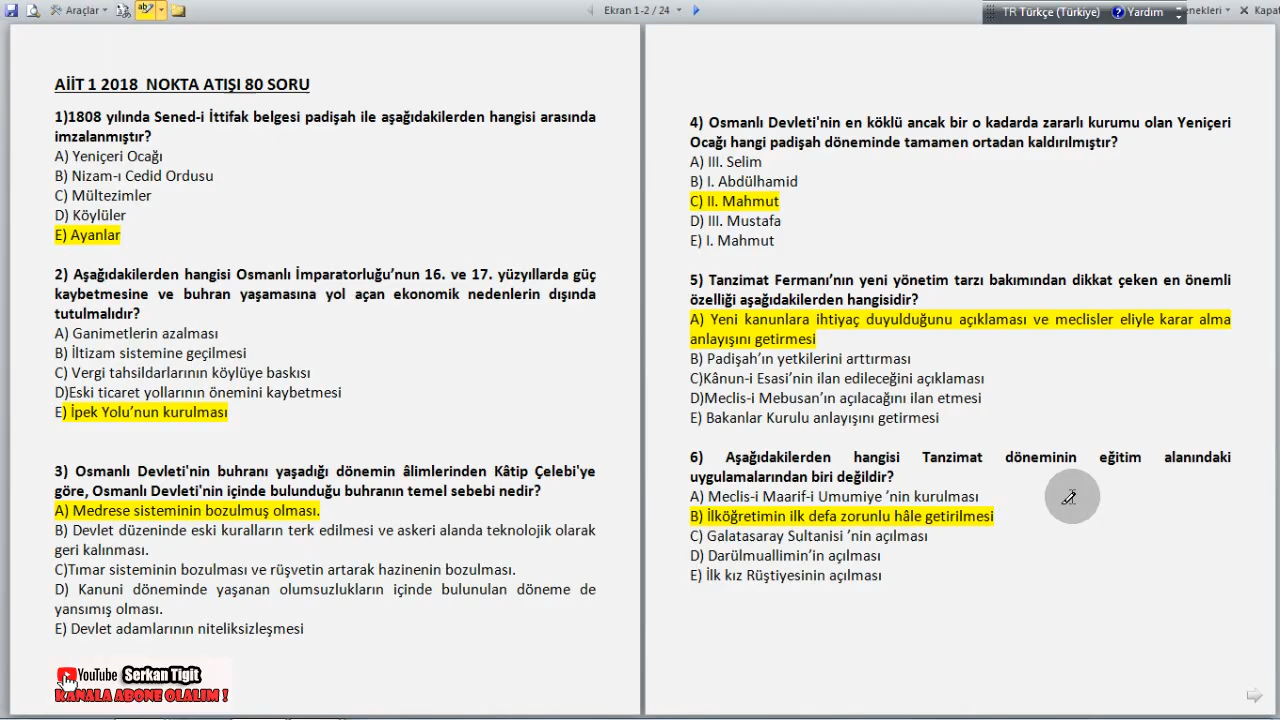 Araçlar
Ekran 1-2 / 24
TR Türkçe (Türkiye)
Yardım
enekleri
Kapat
AİİT 1 2018 NOKTA ATIŞI 80 SORU
1)1808 yılında Sened-i İttifak belgesi padişah ile aşağıdakilerden hangisi arasında
imzalanmıştır?
A) Yeniçeri Ocağı
B) Nizam-ı Cedid Ordusu
C) Mültezimler
D) Köylüler
E) Ayanlar
2) Aşağıdakilerden hangisi Osmanlı İmparatorluğu’nun 16. ve 17. yüzyıllarda güç
kaybetmesine ve buhran yaşamasına yol açan ekonomik nedenlerin dışında
tutulmalıdır?
A) Ganimetlerin azalması
B) İltizam sistemine geçilmesi
C) Vergi tahsildarlarının köylüye baskısı
D)Eski ticaret yollarının önemini kaybetmesi
E) İpek Yolu’nun kurulması
3) Osmanlı Devleti'nin buhranı yaşadığı dönemin âlimlerinden Kâtip Çelebi'ye
göre, Osmanlı Devleti'nin içinde bulunduğu buhranın temel sebebi nedir?
A) Medrese sisteminin bozulmuş olması.
B) Devlet düzeninde eski kuralların terk edilmesi ve askeri alanda teknolojik olarak
geri kalınması.
C)Tımar sisteminin bozulması ve rüşvetin artarak hazinenin bozulması.
D) Kanuni döneminde yaşanan olumsuzlukların içinde bulunulan döneme de
yansımış olması.
E) Devlet adamlarının niteliksizleşmesi
YouTube Serkan Tigit
KANALA ABONE OLALIM !
4) Osmanlı Devleti'nin en köklü ancak bir o kadarda zararlı kurumu olan Yeniçeri
Ocağı hangi padişah döneminde tamamen ortadan kaldırılmıştır?
A) III. Selim
B) I. Abdülhamid
C) II. Mahmut
D) III. Mustafa
E) I. Mahmut
5) Tanzimat Fermanı’nın yeni yönetim tarzı bakımından dikkat çeken en önemli
özelliği aşağıdakilerden hangisidir?
A) Yeni kanunlara ihtiyaç duyulduğunu açıklaması ve meclisler eliyle karar alma
anlayışını getirmesi
B) Padişah’ın yetkilerini arttırması
C)Kânun-i Esasi’nin ilan edileceğini açıklaması
D)Meclis-i Mebusan’ın açılacağını ilan etmesi
E) Bakanlar Kurulu anlayışını getirmesi
6) Aşağıdakilerden hangisi Tanzimat döneminin eğitim alanındaki
uygulamalarından biri değildir?
A) Meclis-i Maarif-i Umumiye ’nin kurulması
B) İlköğretimin ilk defa zorunlu hâle getirilmesi
C) Galatasaray Sultanisi ’nin açılması
D) Darülmuallimin’in açılması
E) İlk kız Rüştiyesinin açılması